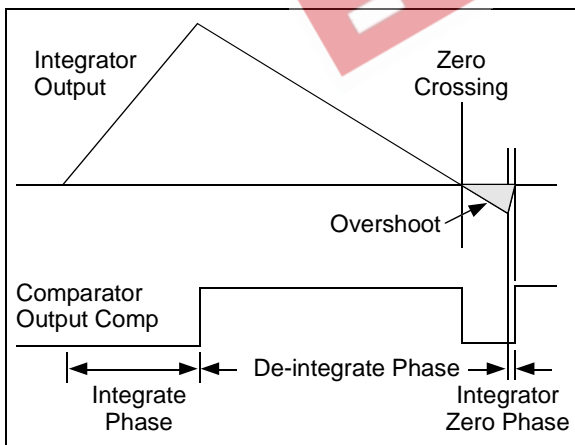 Integrator
Output
Zero
Crossing
Overshoot
Comparator
Output Comp
De-integrate Phase
Integrate
Phase
Integrator
Zero Phase